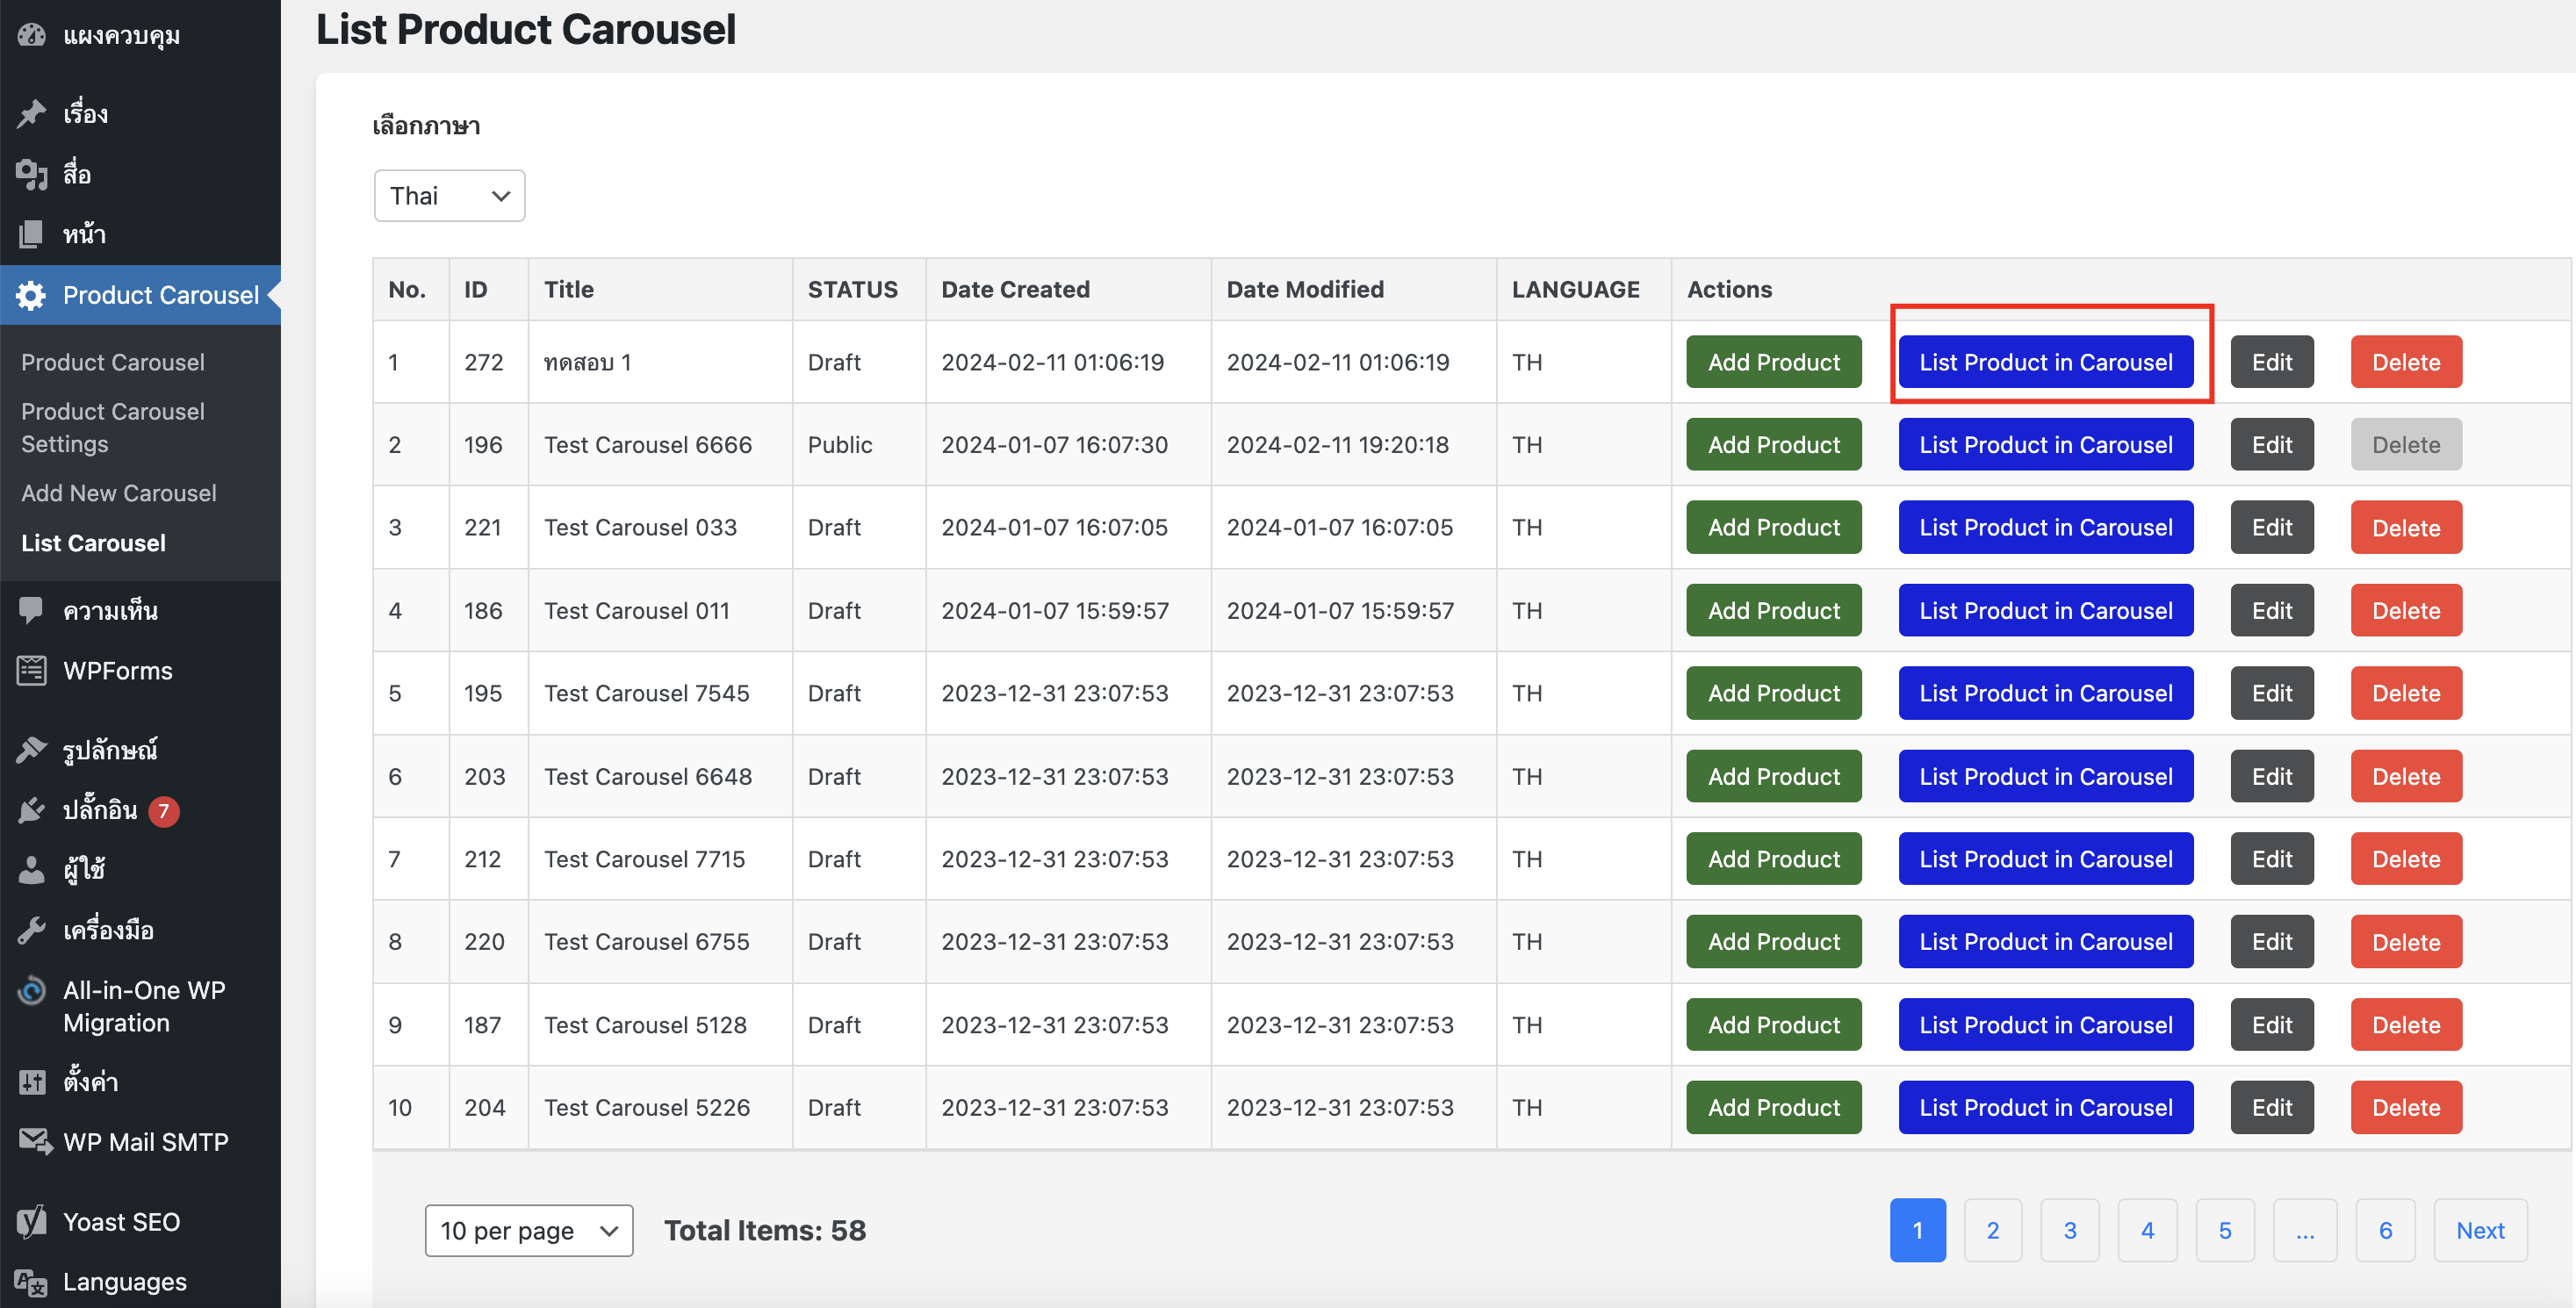 แผงควบคุม
เรื่อง
สื่อ
หน้า
Product Carousel
Product Carousel
Product Carousel
Settings
Add New Carousel
List Carousel
ความเห็น
WPForms
รูปลักษณ์
ปลั๊กอิน 7
ผู้ใช้
เครื่องมือ
All-in-One WP
Migration
ตั้งค่า
WP Mail SMTP
Yoast SEO
Languages
List Product Carousel
เลือกภาษา
Thai
No. ID Title STATUS Date Created Date Modified LANGUAGE Actions
1 272 ทดสอบ 1 Draft 2024-02-11 01:06:19 2024-02-11 01:06:19 TH Add Product List Product in Carousel Edit Delete
2 196 Test Carousel 6666 Public 2024-01-07 16:07:30 2024-02-11 19:20:18 TH Add Product List Product in Carousel Edit Delete
3 221 Test Carousel 033 Draft 2024-01-07 16:07:05 2024-01-07 16:07:05 TH Add Product List Product in Carousel Edit Delete
4 186 Test Carousel 011 Draft 2024-01-07 15:59:57 2024-01-07 15:59:57 TH Add Product List Product in Carousel Edit Delete
5 195 Test Carousel 7545 Draft 2023-12-31 23:07:53 2023-12-31 23:07:53 TH Add Product List Product in Carousel Edit Delete
6 203 Test Carousel 6648 Draft 2023-12-31 23:07:53 2023-12-31 23:07:53 TH Add Product List Product in Carousel Edit Delete
7 212 Test Carousel 7715 Draft 2023-12-31 23:07:53 2023-12-31 23:07:53 TH Add Product List Product in Carousel Edit Delete
8 220 Test Carousel 6755 Draft 2023-12-31 23:07:53 2023-12-31 23:07:53 TH Add Product List Product in Carousel Edit Delete
9 187 Test Carousel 5128 Draft 2023-12-31 23:07:53 2023-12-31 23:07:53 TH Add Product List Product in Carousel Edit Delete
10 204 Test Carousel 5226 Draft 2023-12-31 23:07:53 2023-12-31 23:07:53 TH Add Product List Product in Carousel Edit Delete
10 per page Total Items: 58 1 2 3 4 5 ... 6 Next